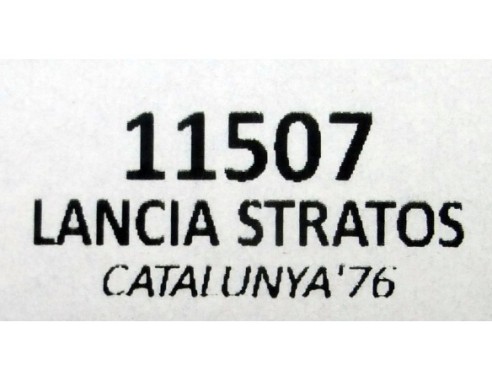 11507
LANCIA STRATOS
CATALUNYA'76